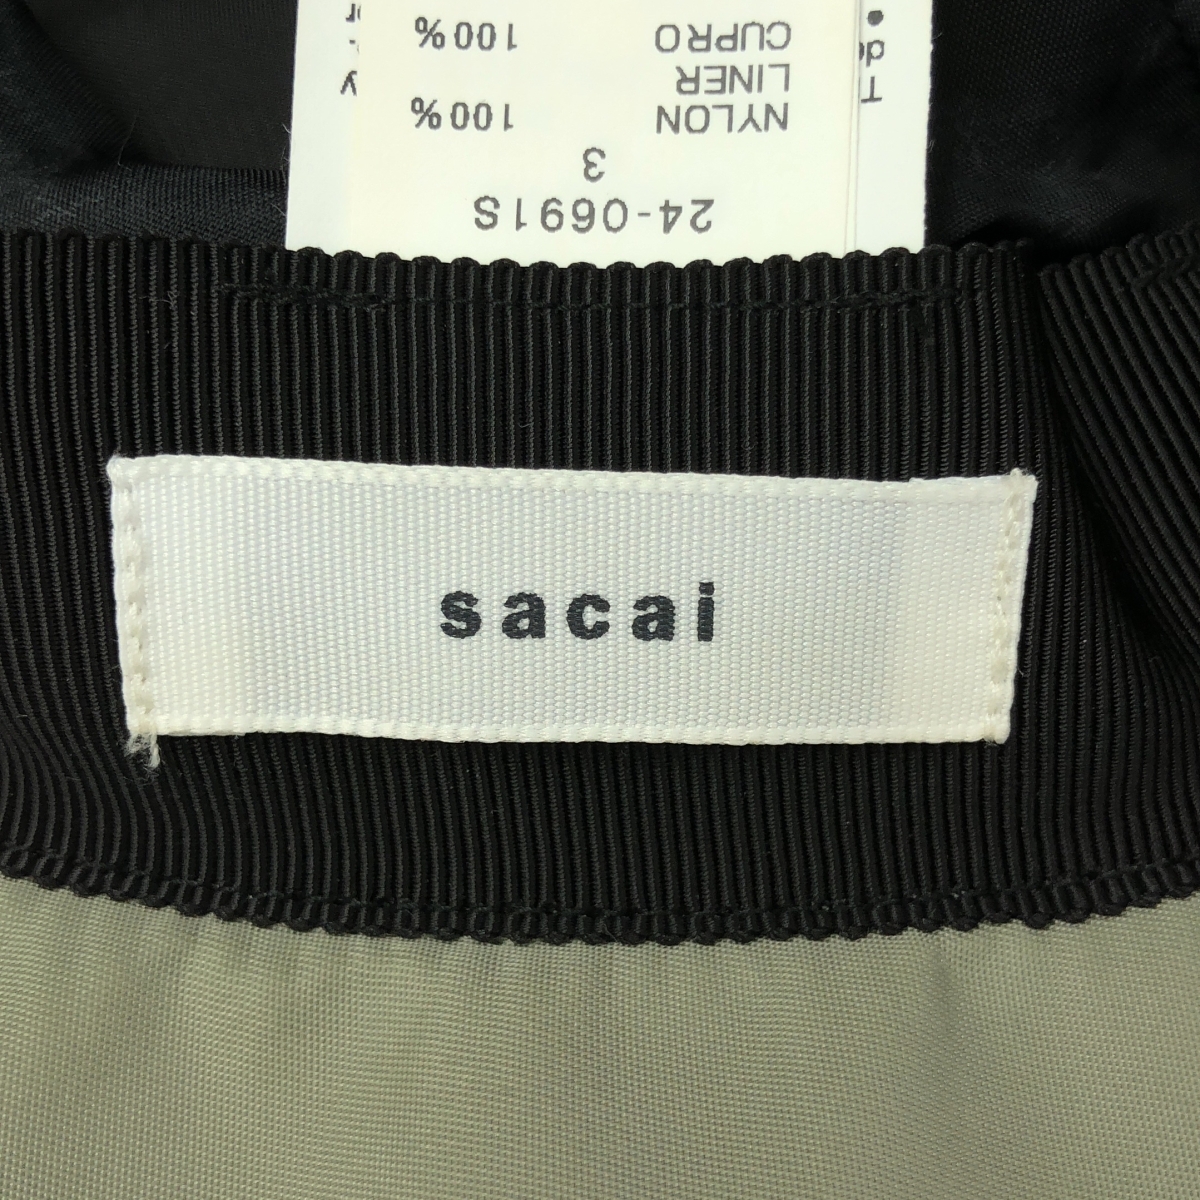 24-0691S
3
NYLON 100%
LINER
CUPRO 100%
sacai